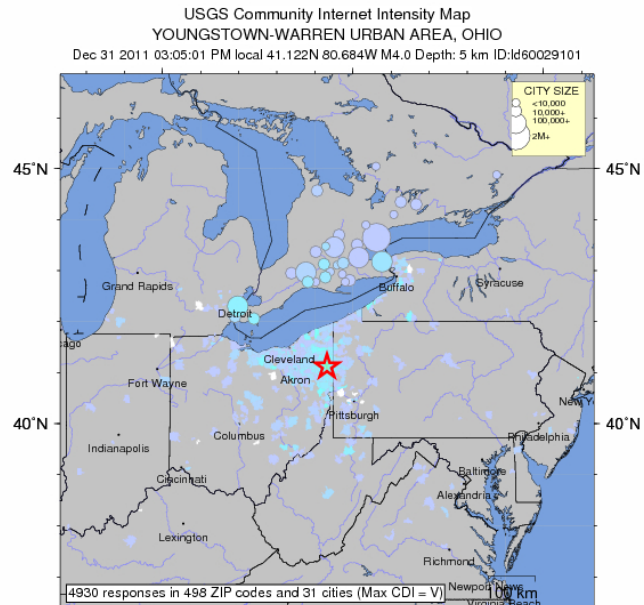 USGS Community Internet Intensity Map
YOUNGSTOWN-WARREN URBAN AREA, OHIO
Dec 31 2011 03:05:01 PM local 41.122N 80.684W M4.0 Depth: 5 km ID:ld60029101
CITY SIZE
<10,000
10,000+
100,000+
2M+
45°N
45°N
Grand Rapids
Syracuse
Buffalo
Detroit
cago
Cleveland
Fort Wayne
Akron
New Y
Pittsburgh
40°N
40°N
Columbus
Philadelphia
Indianapolis
Baltimore
Cincinnati
Alexandria
Lexington
Richmond
Newport News
4930 responses in 498 ZIP codes and 31 cities (Max CDI = V)
100 km
Virginia Beach